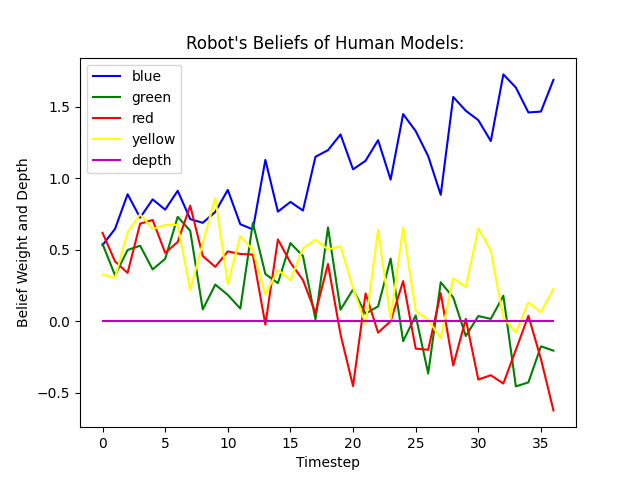 Robot's Beliefs of Human Models:
blue
green
red
yellow
depth
Belief Weight and Depth
1.5
1.0
0.5
0.0
−0.5
0 5 10 15 20 25 30 35
Timestep